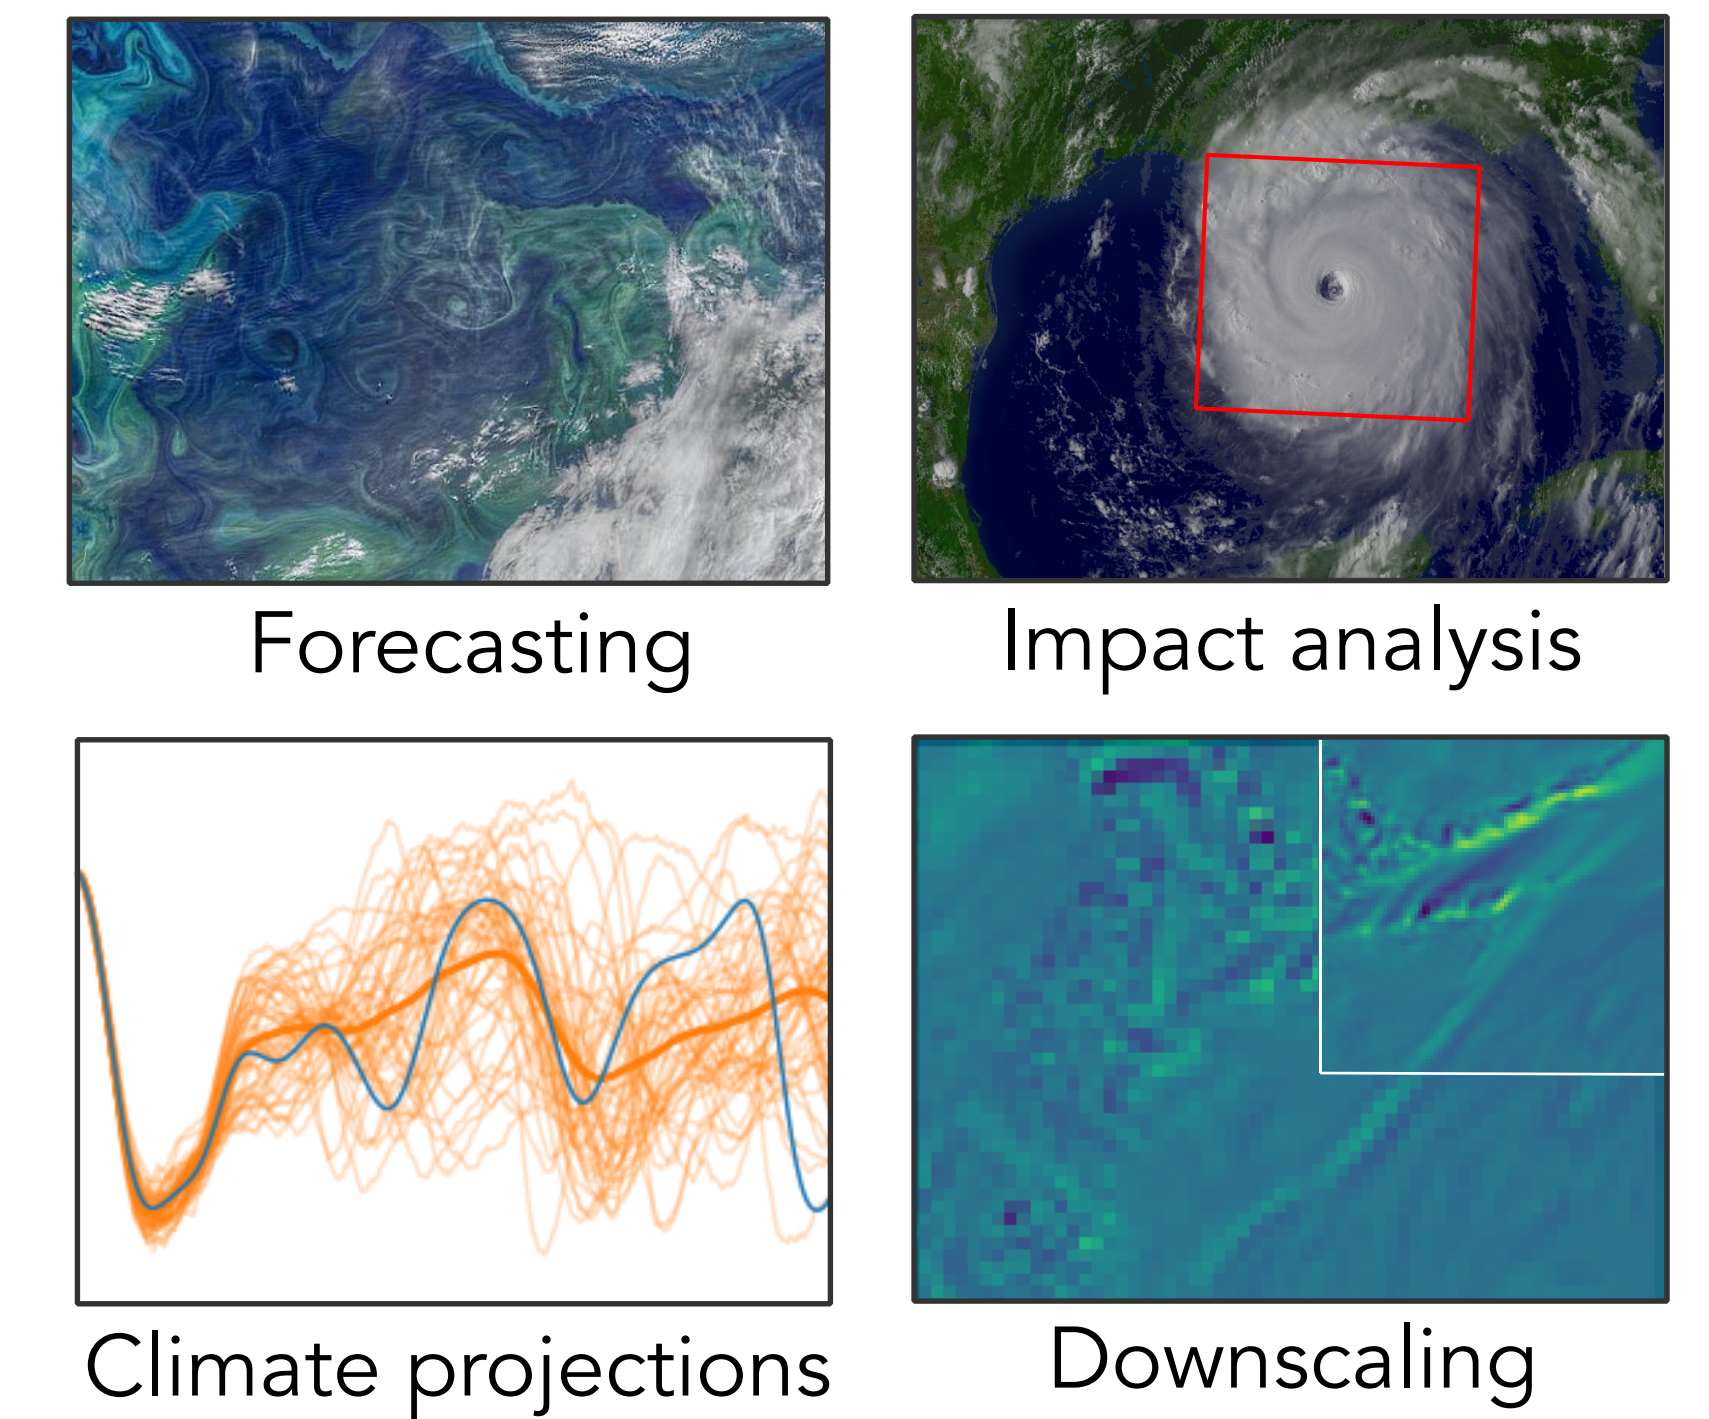 Forecasting
Impact analysis
Climate projections
Downscaling